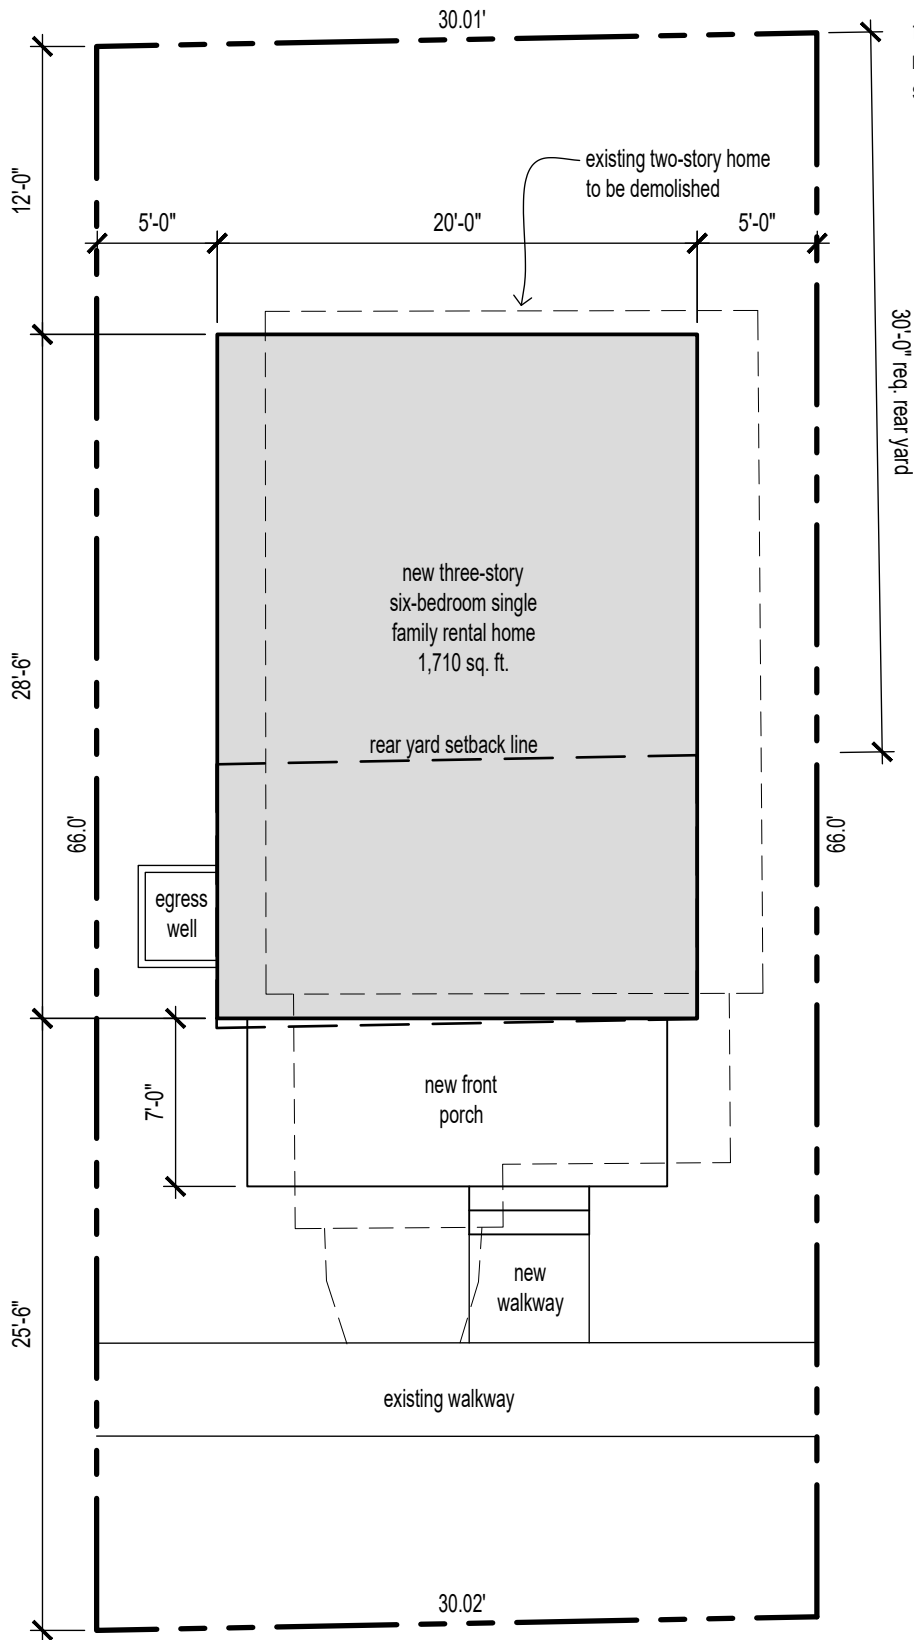 30.01'
existing two-story home
to be demolished
12'-0"
5'-0"
20'-0"
5'-0"
30'-0" req. rear yard
new three-story
six-bedroom single
family rental home
1,710 sq. ft.
28'-6"
rear yard setback line
66.0'
66.0'
egress
well
7'-0"
new front
porch
new
walkway
25'-6"
existing walkway
30.02'